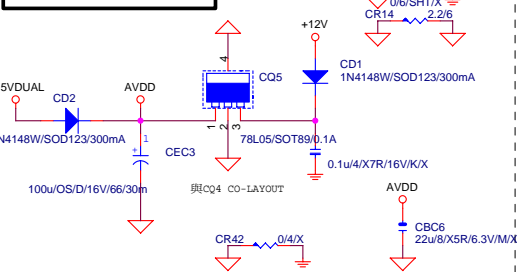 0/6/SHT/X
CR14
2.2/6
+12V
4
CD1
1N4148W/SOD123/300mA
CQ5
5VDUAL
CD2
AVDD
1
2
3
78L05/SOT89/0.1A
N4148W/SOD123/300mA
+
1
CEC3
0.1u/4/X7R/16V/K/X
100u/OS/D/16V/66/30m
與CQ4 CO-LAYOUT
AVDD
CBC6
22u/8/X5R/6.3V/M/X
CR42
0/4/X